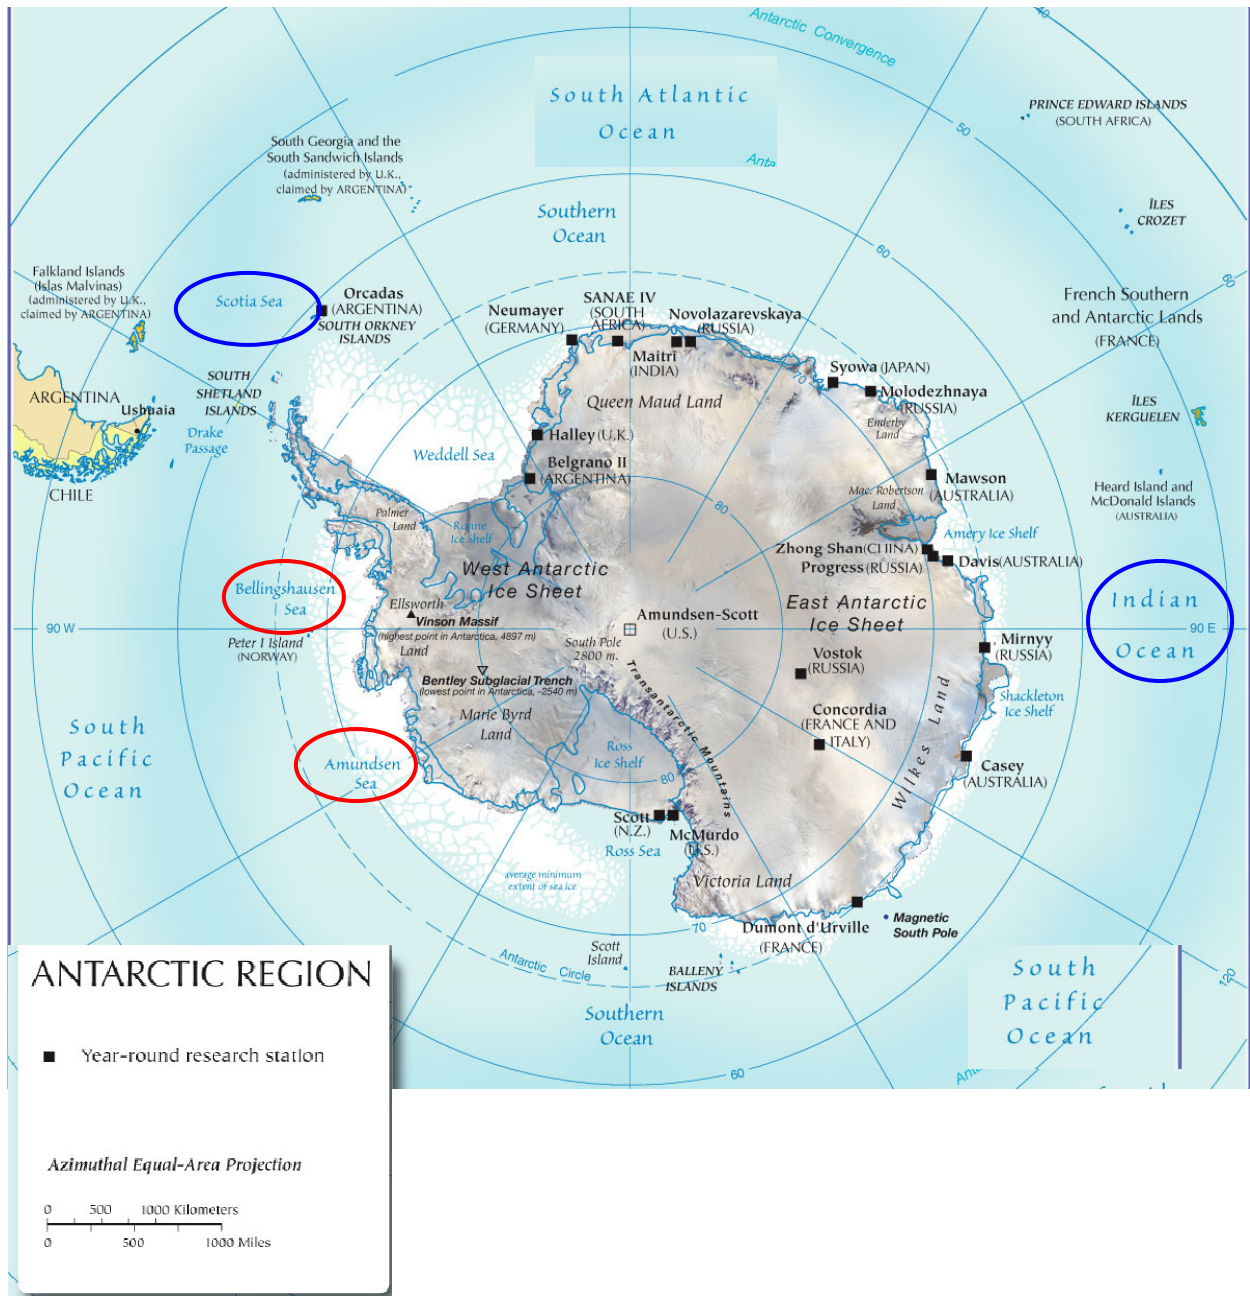 Antarctic Convergence
40
South Atlantic
Ocean
Anta
50
PRINCE EDWARD ISLANDS
(SOUTH AFRICA)
South Georgia and the
South Sandwich Islands
(administered by U.K.,
claimed by ARGENTINA)
Southern
Ocean
60
ÎLES
CROZET
60
Falkland Islands
(Islas Malvinas)
(administered by U.K.,
claimed by ARGENTINA)
Scotia Sea
Orcadas
(ARGENTINA)
SOUTH ORKNEY
ISLANDS
Neumayer
(GERMANY)
SANAE IV
(SOUTH
AFRICA)
Novolazarevskaya
(RUSSIA)
Maitri
(INDIA)
French Southern
and Antarctic Lands
(FRANCE)
Syowa (JAPAN)
70
Molodezhnaya
(RUSSIA)
Enderby
Land
Queen Maud Land
ARGENTINA
Ushuaia
SOUTH
SHETLAND
ISLANDS
Drake
Passage
CHILE
Weddell Sea
Halley (U.K.)
Belgrano II
(ARGENTINA)
ÎLES
KERGUELEN
Mawson
(AUSTRALIA)
Mac. Robertson
Land
Heard Island and
McDonald Islands
(AUSTRALIA)
80
Palmer
Land
Ronne
Ice Shelf
Amery Ice Shelf
Zhong Shan (CHINA)
Progress (RUSSIA)
Davis (AUSTRALIA)
West Antarctic
Ice Sheet
East Antarctic
Ice Sheet
Bellingshausen
Sea
Ellsworth
Land
Vinson Massif
(highest point in Antarctica, 4897 m)
Amundsen-Scott
(U.S.)
South Pole
2800 m.
Indian
Ocean
90 W
90 E
Peter I Island
(NORWAY)
Mirnyy
(RUSSIA)
Vostok
(RUSSIA)
Bentley Subglacial Trench
(lowest point in Antarctica, -2540 m)
Transantarctic Mountains
Shackleton
Ice Shelf
Marie Byrd
Land
Concordia
(FRANCE AND
ITALY)
Wilkes Land
South
Pacific
Ocean
Ross
Ice Shelf
Amundsen
Sea
80
Casey
(AUSTRALIA)
Scott
(N.Z.)
McMurdo
(U.S.)
Ross Sea
average minimum
extent of sea ice
Victoria Land
Dumont d'Urville
(FRANCE)
Magnetic
South Pole
70
Scott
Island
BALLENY
ISLANDS
Antarctic Circle
Southern
Ocean
60
South
Pacific
Ocean
120
ANTARCTIC REGION
Year-round research station
Azimuthal Equal-Area Projection
0 500 1000 Kilometers
0 500 1000 Miles